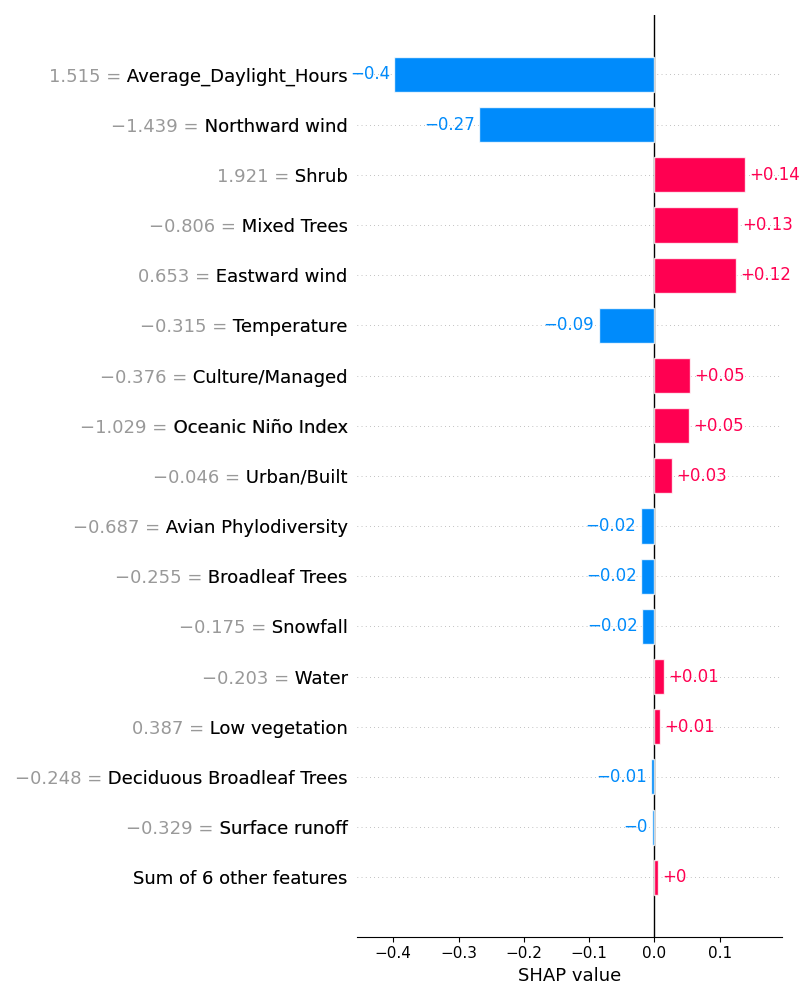 1.515 = Average_Daylight_Hours −0.4
−1.439 = Northward wind −0.27
1.921 = Shrub +0.14
−0.806 = Mixed Trees +0.13
0.653 = Eastward wind +0.12
−0.315 = Temperature −0.09
−0.376 = Culture/Managed +0.05
−1.029 = Oceanic Niño Index +0.05
−0.046 = Urban/Built +0.03
−0.687 = Avian Phylodiversity −0.02
−0.255 = Broadleaf Trees −0.02
−0.175 = Snowfall −0.02
−0.203 = Water +0.01
0.387 = Low vegetation +0.01
−0.248 = Deciduous Broadleaf Trees −0.01
−0.329 = Surface runoff −0
Sum of 6 other features +0
−0.4 −0.3 −0.2 −0.1 0.0 0.1
SHAP value